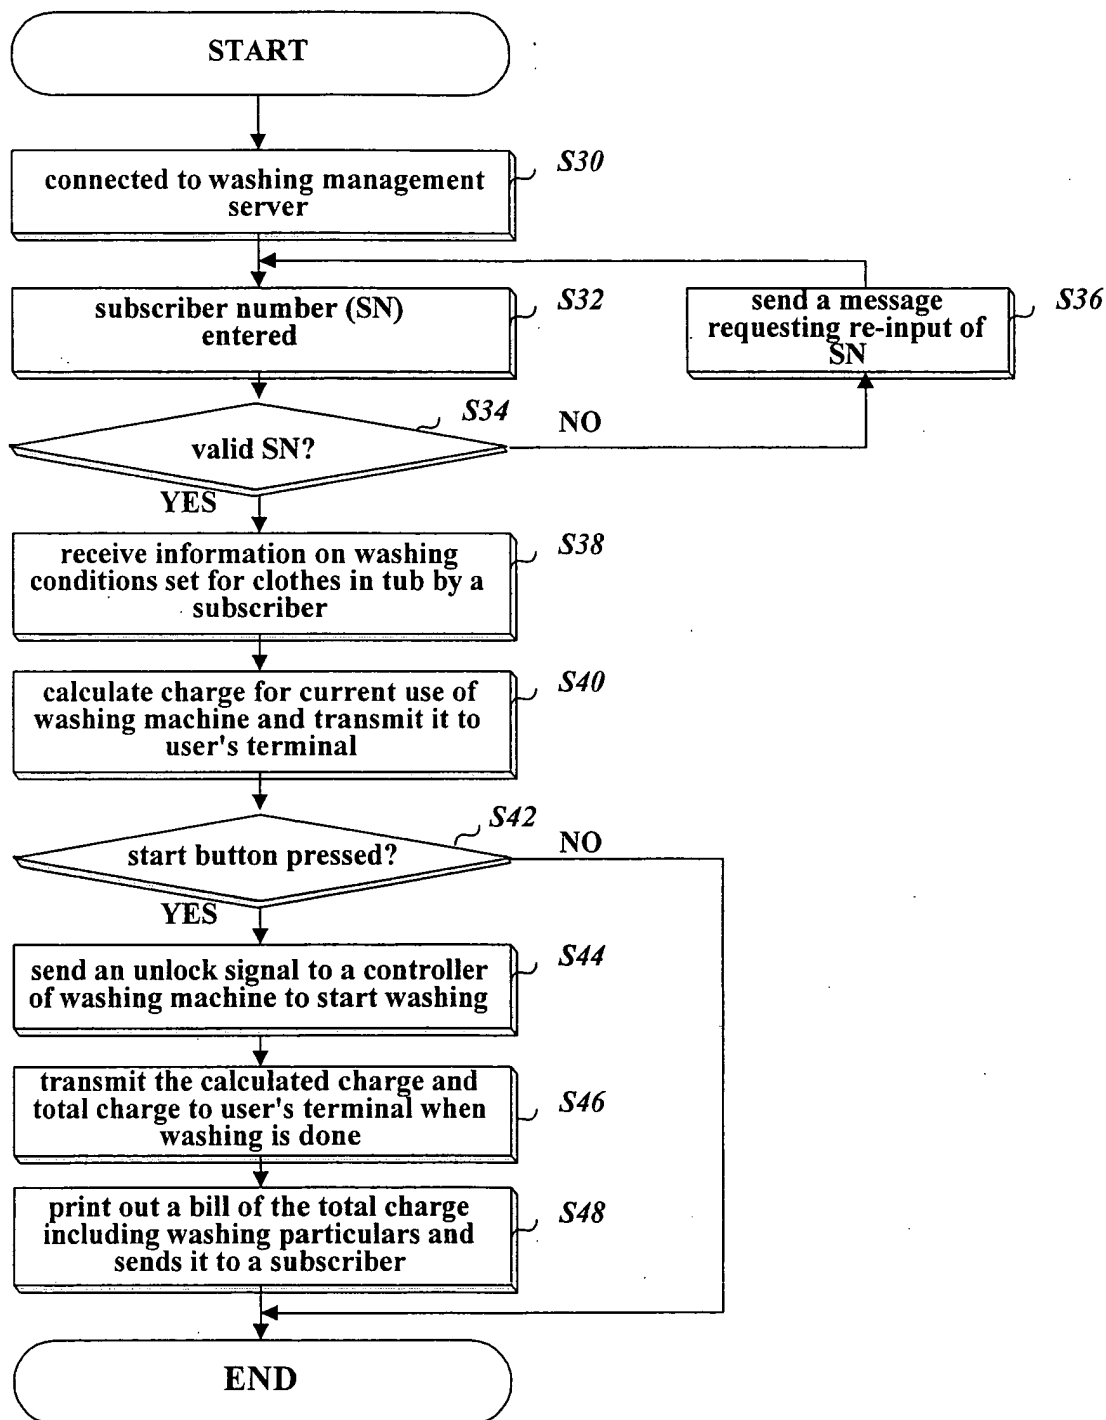 START
S30
connected to washing management
server
S32
subscriber number (SN)
entered
S36
send a message
requesting re-input of
SN
S34
valid SN?
NO
YES
S38
receive information on washing
conditions set for clothes in tub by a
subscriber
S40
calculate charge for current use of
washing machine and transmit it to
user's terminal
S42
start button pressed?
NO
YES
S44
send an unlock signal to a controller
of washing machine to start washing
S46
transmit the calculated charge and
total charge to user's terminal when
washing is done
S48
print out a bill of the total charge
including washing particulars and
sends it to a subscriber
END